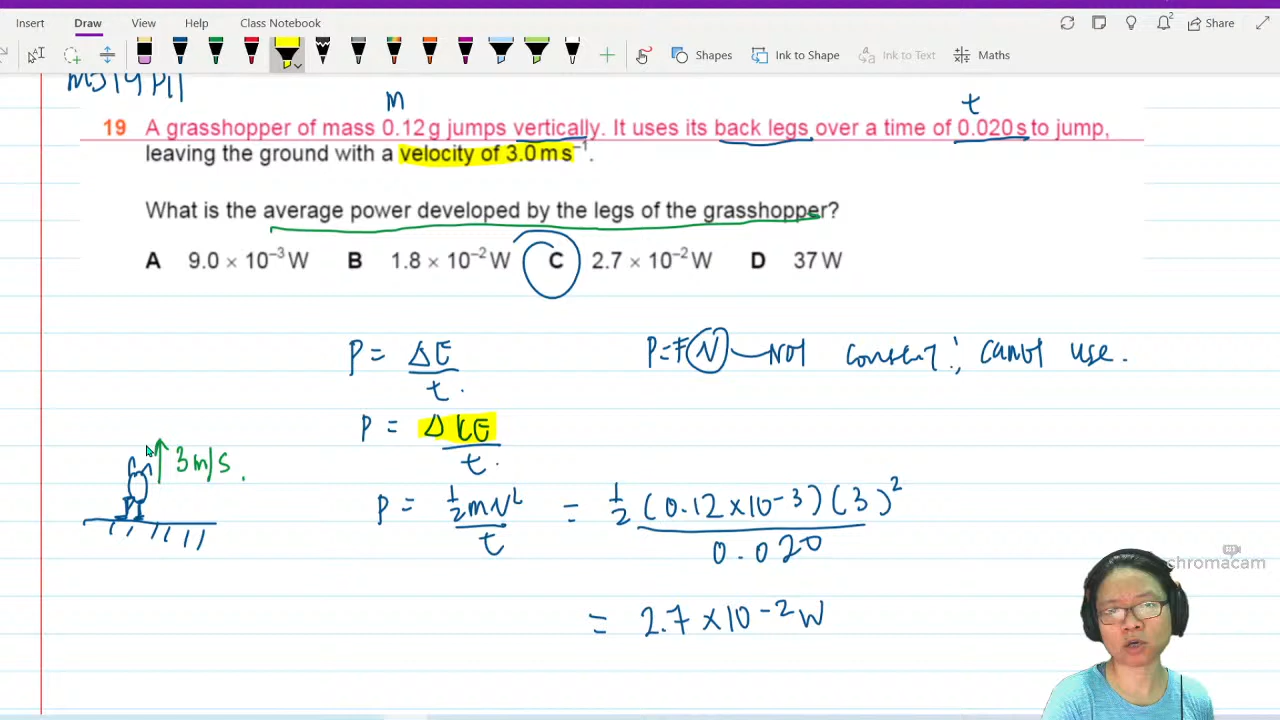 Insert Draw View Help Class Notebook Share
Shapes Ink to Shape Ink to Text Maths
MJ19 P11
m t
19 A grasshopper of mass 0.12 g jumps vertically. It uses its back legs over a time of 0.020 s to jump,
leaving the ground with a velocity of 3.0 m s⁻¹.
What is the average power developed by the legs of the grasshopper?
A 9.0 × 10⁻³ W B 1.8 × 10⁻² W C 2.7 × 10⁻² W D 37 W
P = ΔE / t. P=Fv Not constant ∴ cannot use.
P = ΔKE / t.
3m/s.
P = ½mv² / t = ½ (0.12×10-3)(3)² / 0.020
= 2.7 ×10⁻² W
chromacam